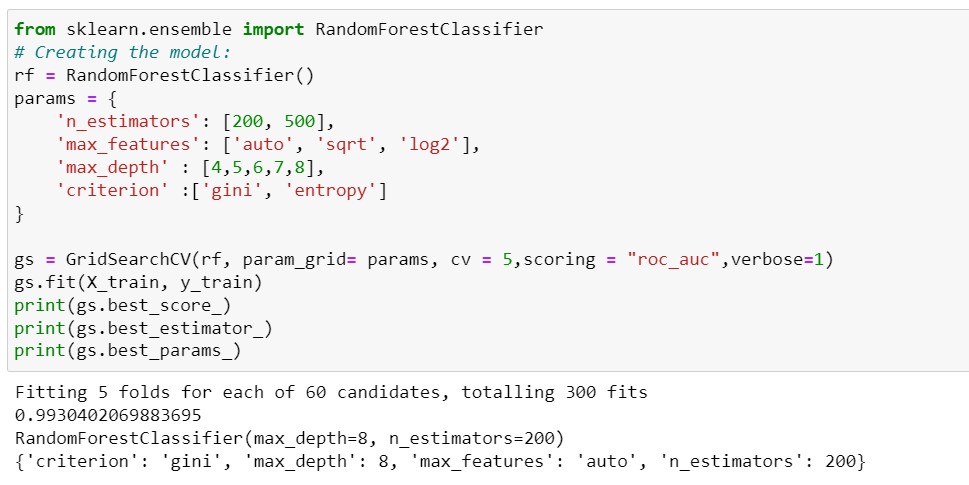 from sklearn.ensemble import RandomForestClassifier
# Creating the model:
rf = RandomForestClassifier()
params = {
    'n_estimators': [200, 500],
    'max_features': ['auto', 'sqrt', 'log2'],
    'max_depth' : [4,5,6,7,8],
    'criterion' :['gini', 'entropy']
}
gs = GridSearchCV(rf, param_grid= params, cv = 5,scoring = "roc_auc",verbose=1)
gs.fit(X_train, y_train)
print(gs.best_score_)
print(gs.best_estimator_)
print(gs.best_params_)
Fitting 5 folds for each of 60 candidates, totalling 300 fits
0.9930402069883695
RandomForestClassifier(max_depth=8, n_estimators=200)
{'criterion': 'gini', 'max_depth': 8, 'max_features': 'auto', 'n_estimators': 200}